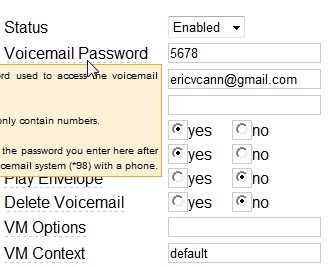 Status Enabled
Voicemail Password 5678
rd used to access the voicemail
ericvcann@gmail.com
only contain numbers.
yes no
the password you enter here after
yes no
cemail system (*98) with a phone.
Play Envelope yes no
Delete Voicemail yes no
VM Options
VM Context default